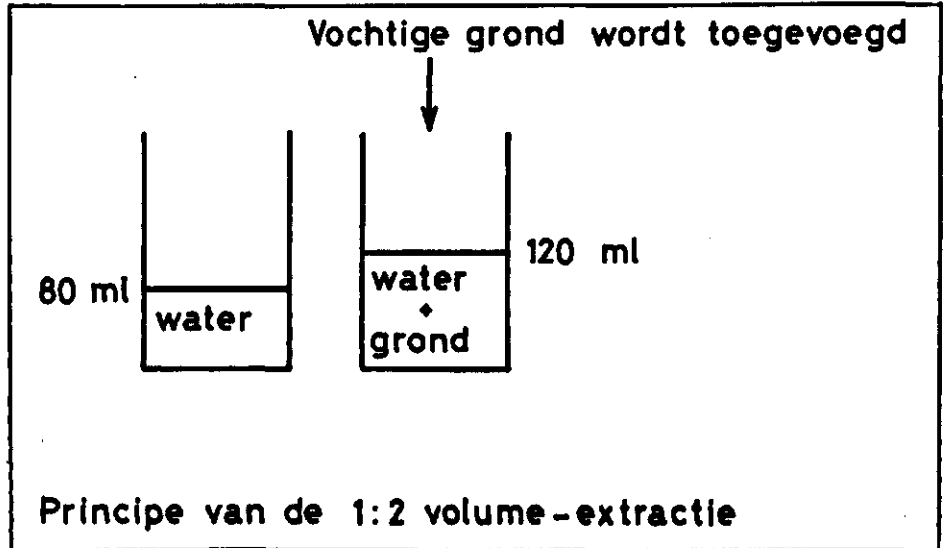 Vochtige grond wordt toegevoegd
80 ml
water
120 ml
water
+
grond
Principe van de 1:2 volume-extractie